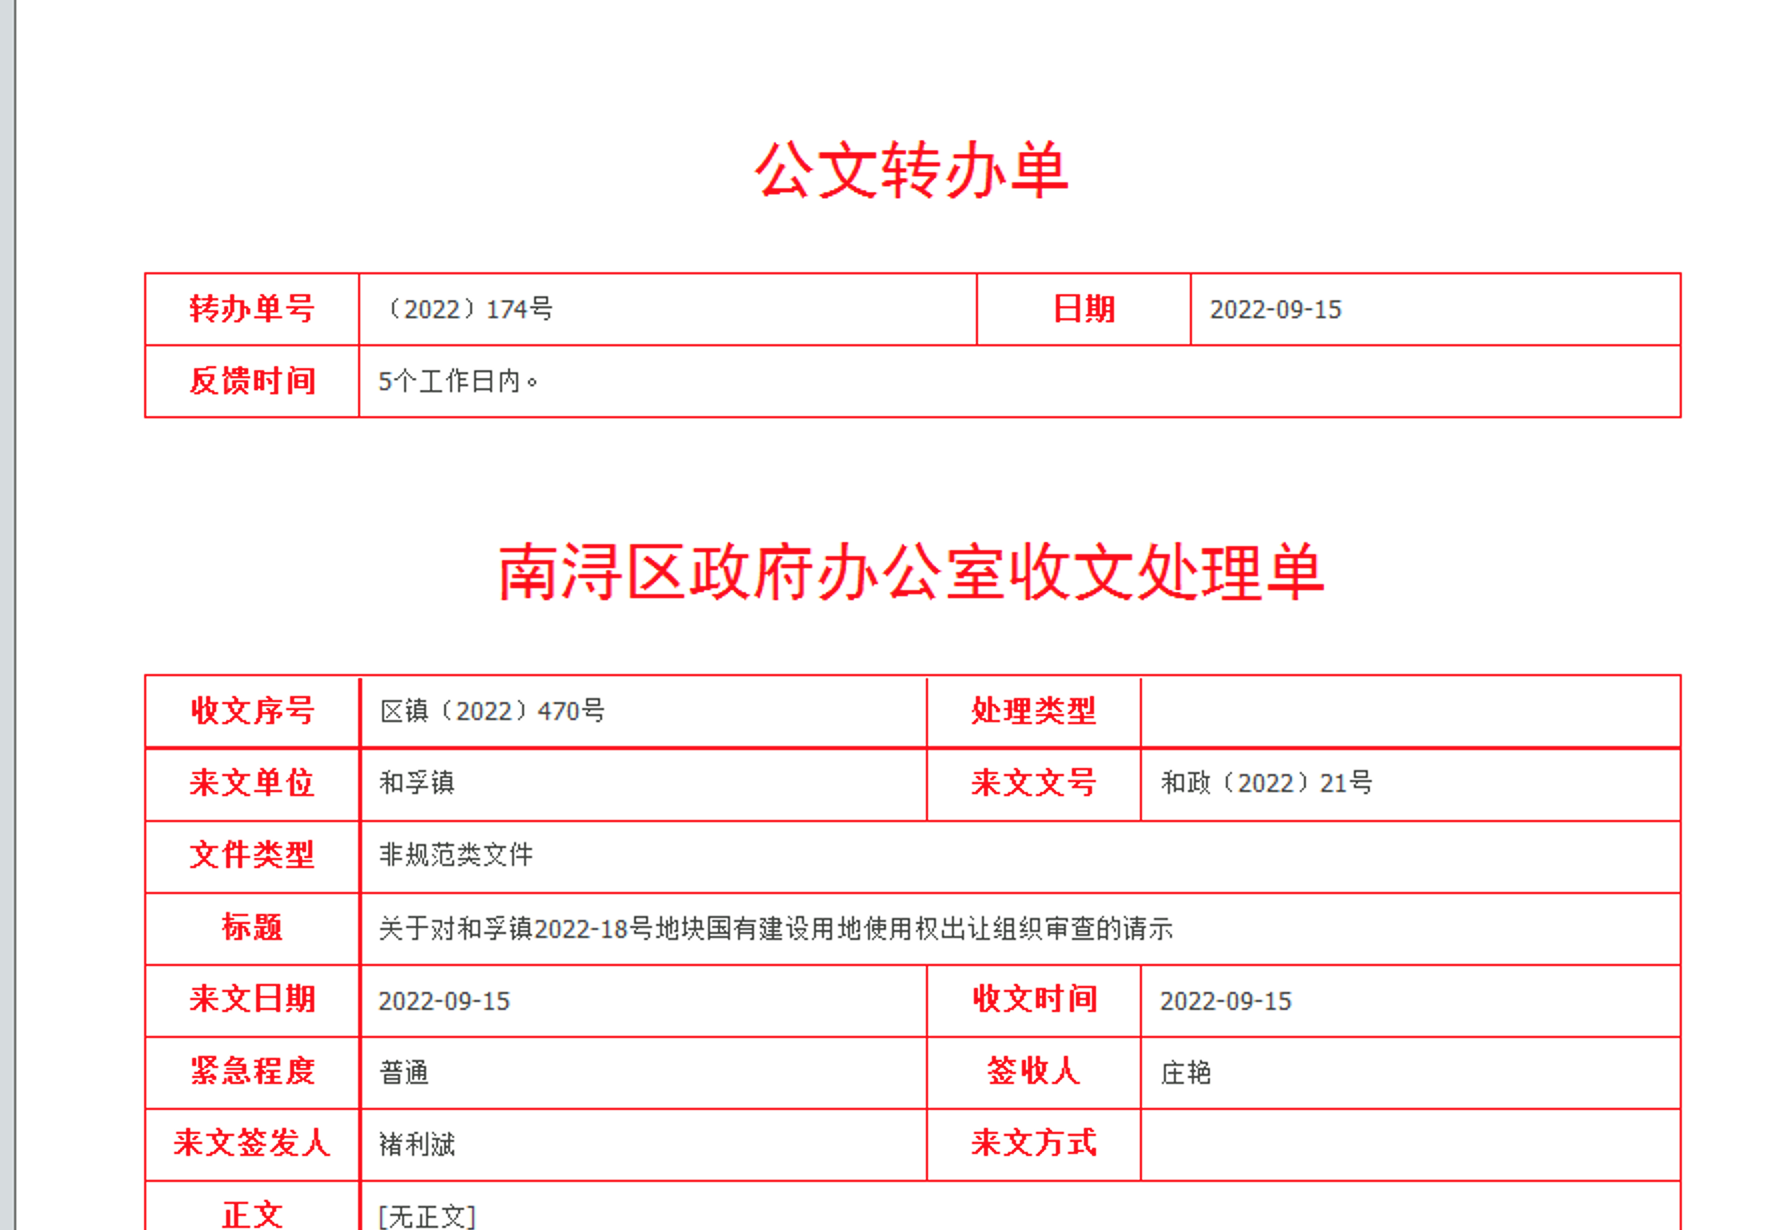 公文转办单
转办单号 （2022）174号 日期 2022-09-15
反馈时间 5个工作日内。
南浔区政府办公室收文处理单
收文序号 区镇（2022）470号 处理类型
来文单位 和孚镇 来文文号 和政（2022）21号
文件类型 非规范类文件
标题 关于对和孚镇2022-18号地块国有建设用地使用权出让组织审查的请示
来文日期 2022-09-15 收文时间 2022-09-15
紧急程度 普通 签收人 庄艳
来文签发人 褚利斌 来文方式
正文 [无正文]